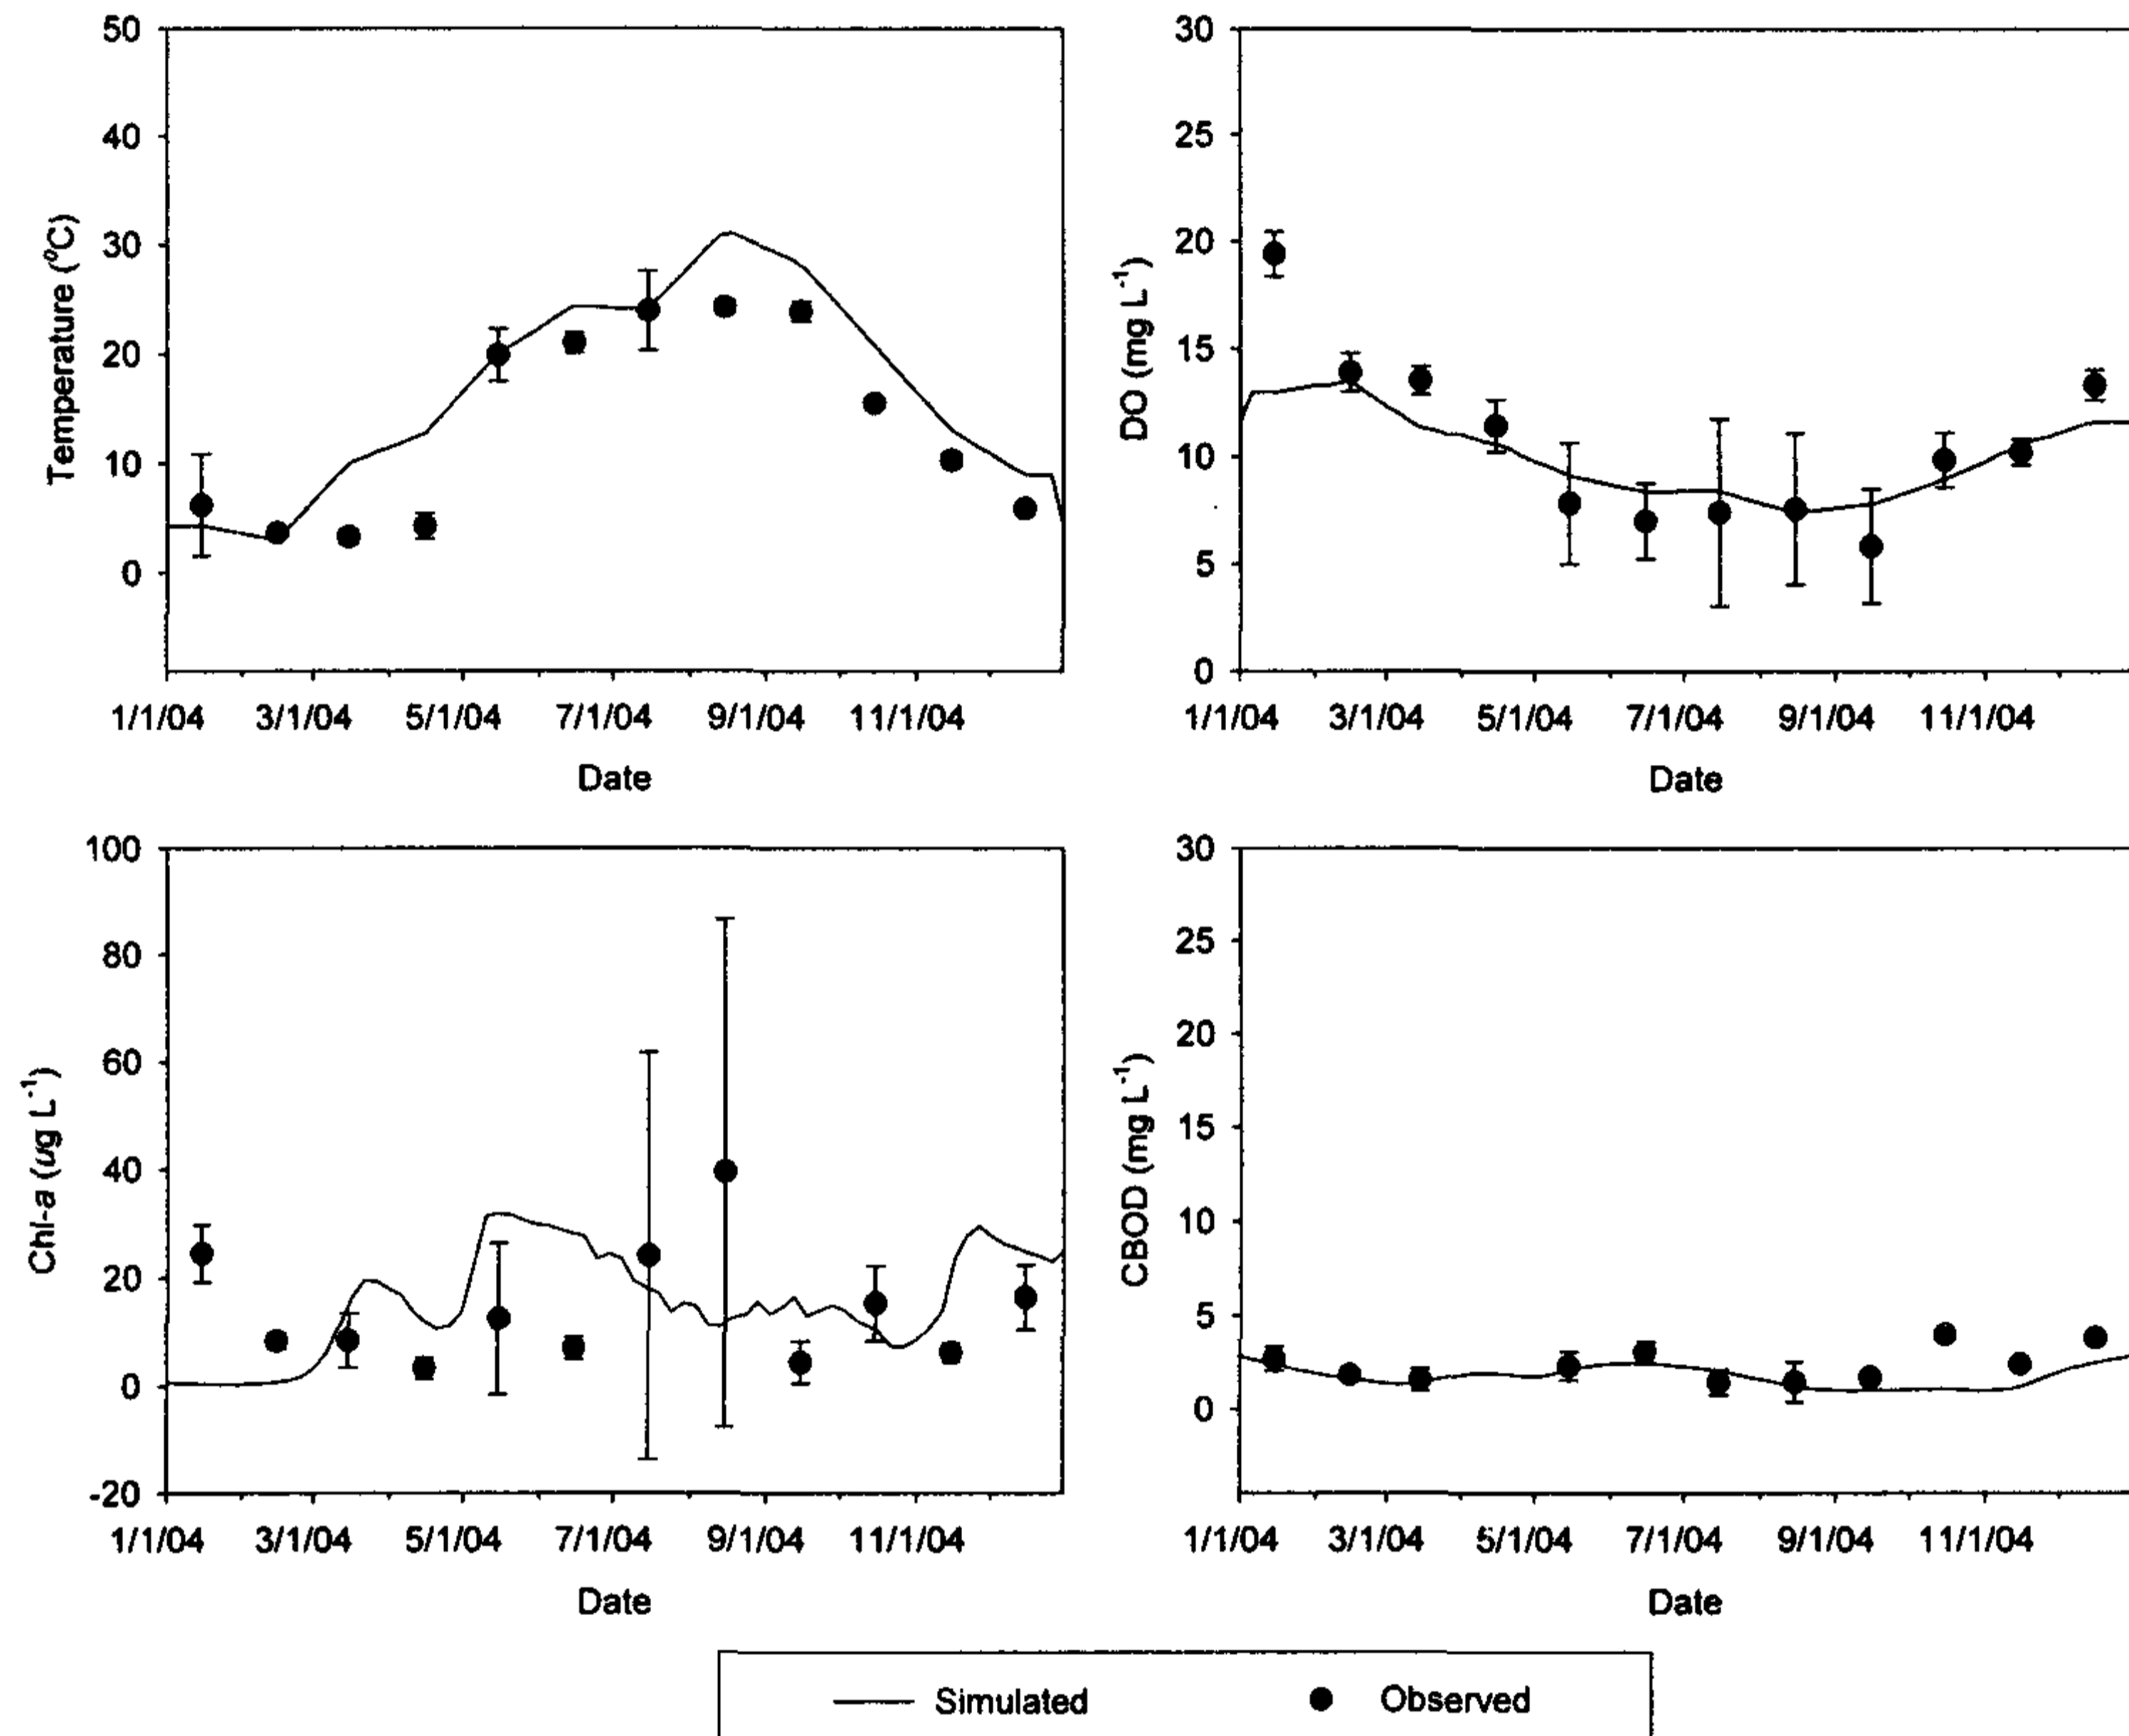 50
40
30
20
10
0
Temperature (°C)
1/1/04 3/1/04 5/1/04 7/1/04 9/1/04 11/1/04
Date
30
25
20
15
10
5
0
DO (mg L⁻¹)
1/1/04 3/1/04 5/1/04 7/1/04 9/1/04 11/1/04
Date
100
80
60
40
20
0
-20
Chl-a (ug L⁻¹)
1/1/04 3/1/04 5/1/04 7/1/04 9/1/04 11/1/04
Date
30
25
20
15
10
5
0
CBOD (mg L⁻¹)
1/1/04 3/1/04 5/1/04 7/1/04 9/1/04 11/1/04
Date
Simulated Observed